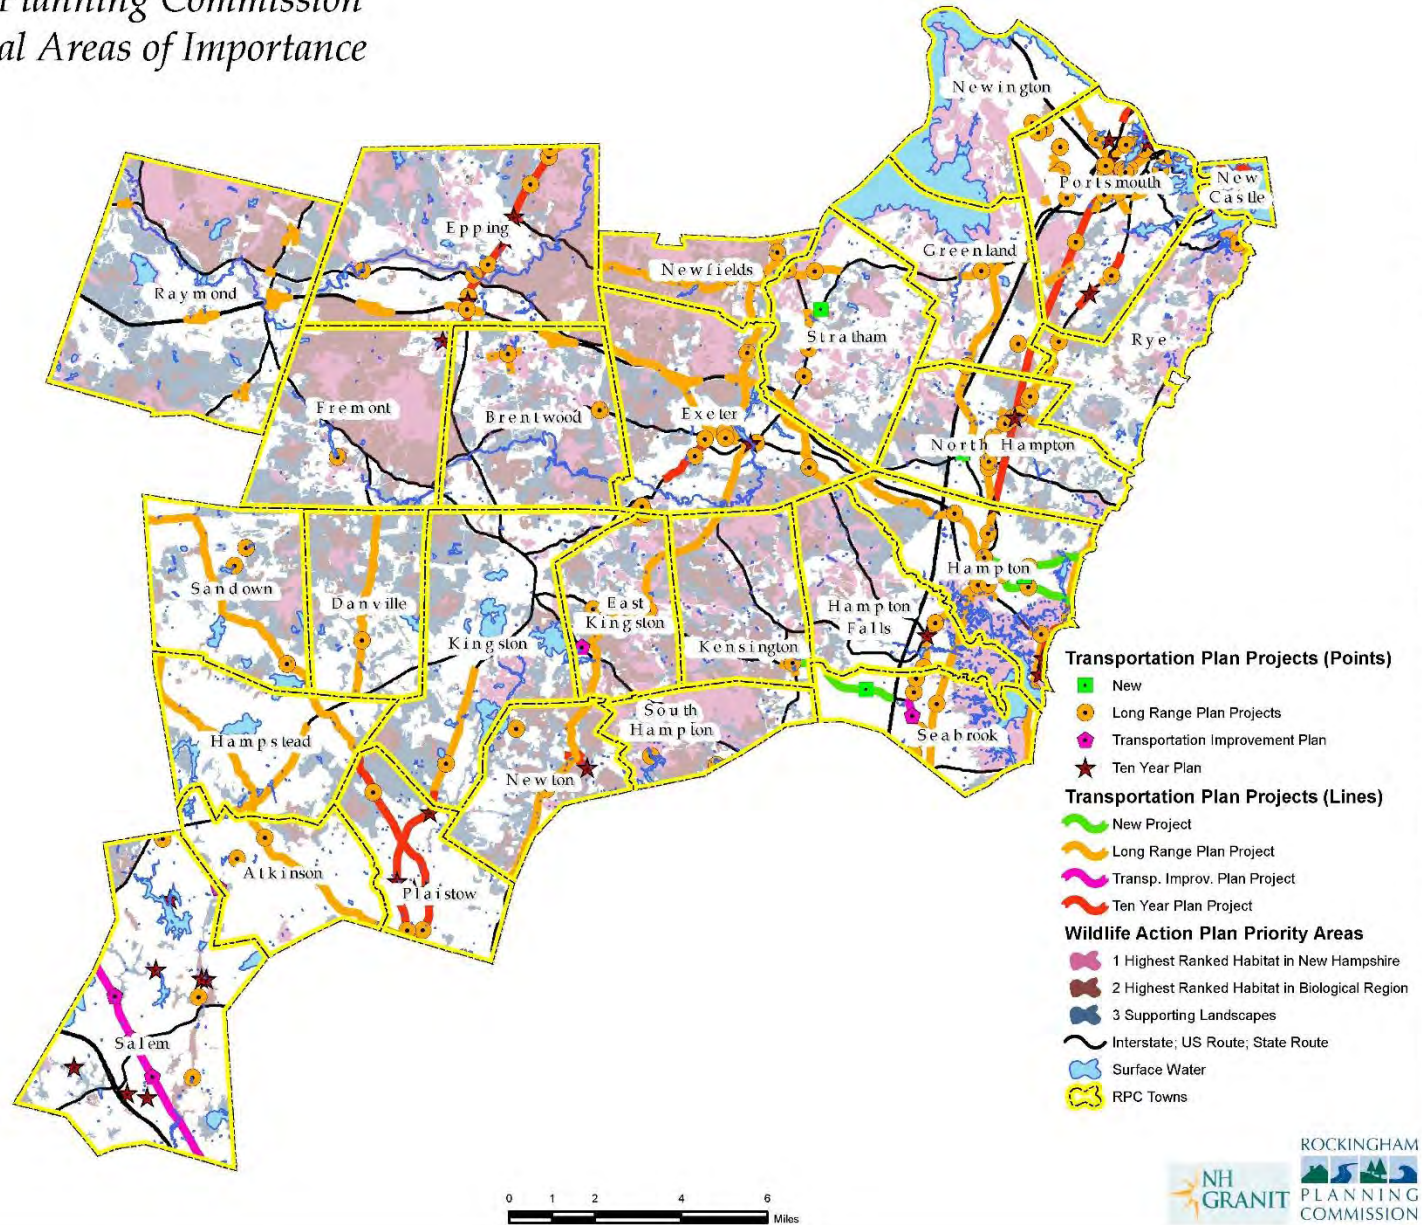 Planning Commission
al Areas of Importance
Newington
Portsmouth
New
Castle
Epping
Greenland
Newfields
Raymond
Stratham
Rye
Fremont
Brentwood
Exeter
North Hampton
Hampton
Sandown
Danville
East
Kingston
Hampton
Falls
Kingston
Kensington
South
Hampton
Seabrook
Hampstead
Newton
Atkinson
Plaistow
Salem
Transportation Plan Projects (Points)
New
Long Range Plan Projects
Transportation Improvement Plan
Ten Year Plan
Transportation Plan Projects (Lines)
New Project
Long Range Plan Project
Transp. Improv. Plan Project
Ten Year Plan Project
Wildlife Action Plan Priority Areas
1 Highest Ranked Habitat in New Hampshire
2 Highest Ranked Habitat in Biological Region
3 Supporting Landscapes
Interstate; US Route; State Route
Surface Water
RPC Towns
0 1 2 4 6
Miles
NH
GRANIT
ROCKINGHAM
PLANNING
COMMISSION